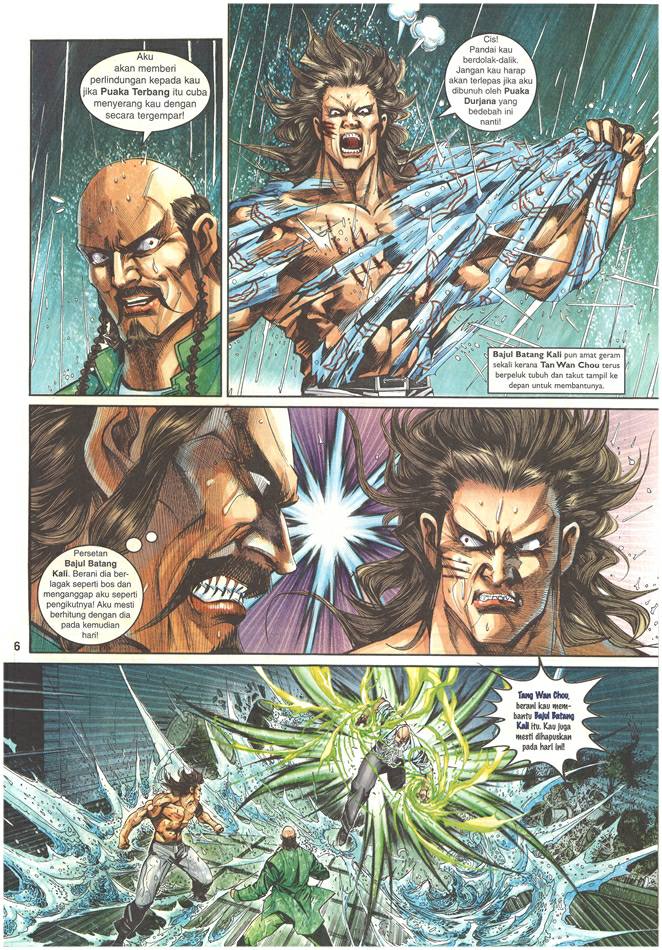 Aku
akan memberi
perlindungan kepada kau
jika Puaka Terbang itu cuba
menyerang kau dengan
secara tergempar!
Cis!
Pandai kau
berdolak-dalik.
Jangan kau harap
akan terlepas jika aku
dibunuh oleh Puaka
Durjana yang
bedebah ini
nanti!
Bajul Batang Kali pun amat geram
sekali kerana Tan Wan Chou terus
berpeluk tubuh dan takut tampil ke
depan untuk membantunya.
Persetan
Bajul Batang
Kali. Berani dia ber-
lagak seperti bos dan
menganggap aku seperti
pengikutnya! Aku mesti
berhitung dengan dia
pada kemudian
hari!
6
Tang Wan Chou,
berani kau mem-
bantu Bajul Batang
Kali itu. Kau juga
mesti dihapuskan
pada hari ini!